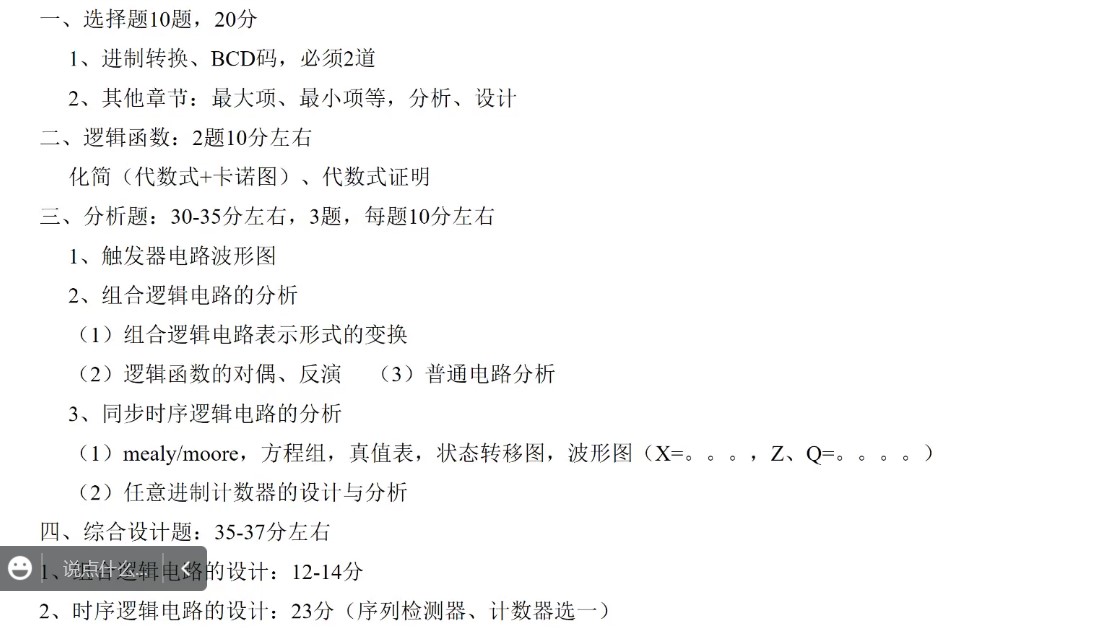 一、选择题10题，20分
1、进制转换、BCD码，必须2道
2、其他章节：最大项、最小项等，分析、设计
二、逻辑函数：2题10分左右
化简（代数式+卡诺图）、代数式证明
三、分析题：30-35分左右，3题，每题10分左右
1、触发器电路波形图
2、组合逻辑电路的分析
（1）组合逻辑电路表示形式的变换
（2）逻辑函数的对偶、反演 （3）普通电路分析
3、同步时序逻辑电路的分析
（1）mealy/moore，方程组，真值表，状态转移图，波形图（X=。。。，Z、Q=。。。。）
（2）任意进制计数器的设计与分析
四、综合设计题：35-37分左右
说点什么...
1、组合逻辑电路的设计：12-14分
2、时序逻辑电路的设计：23分（序列检测器、计数器选一）